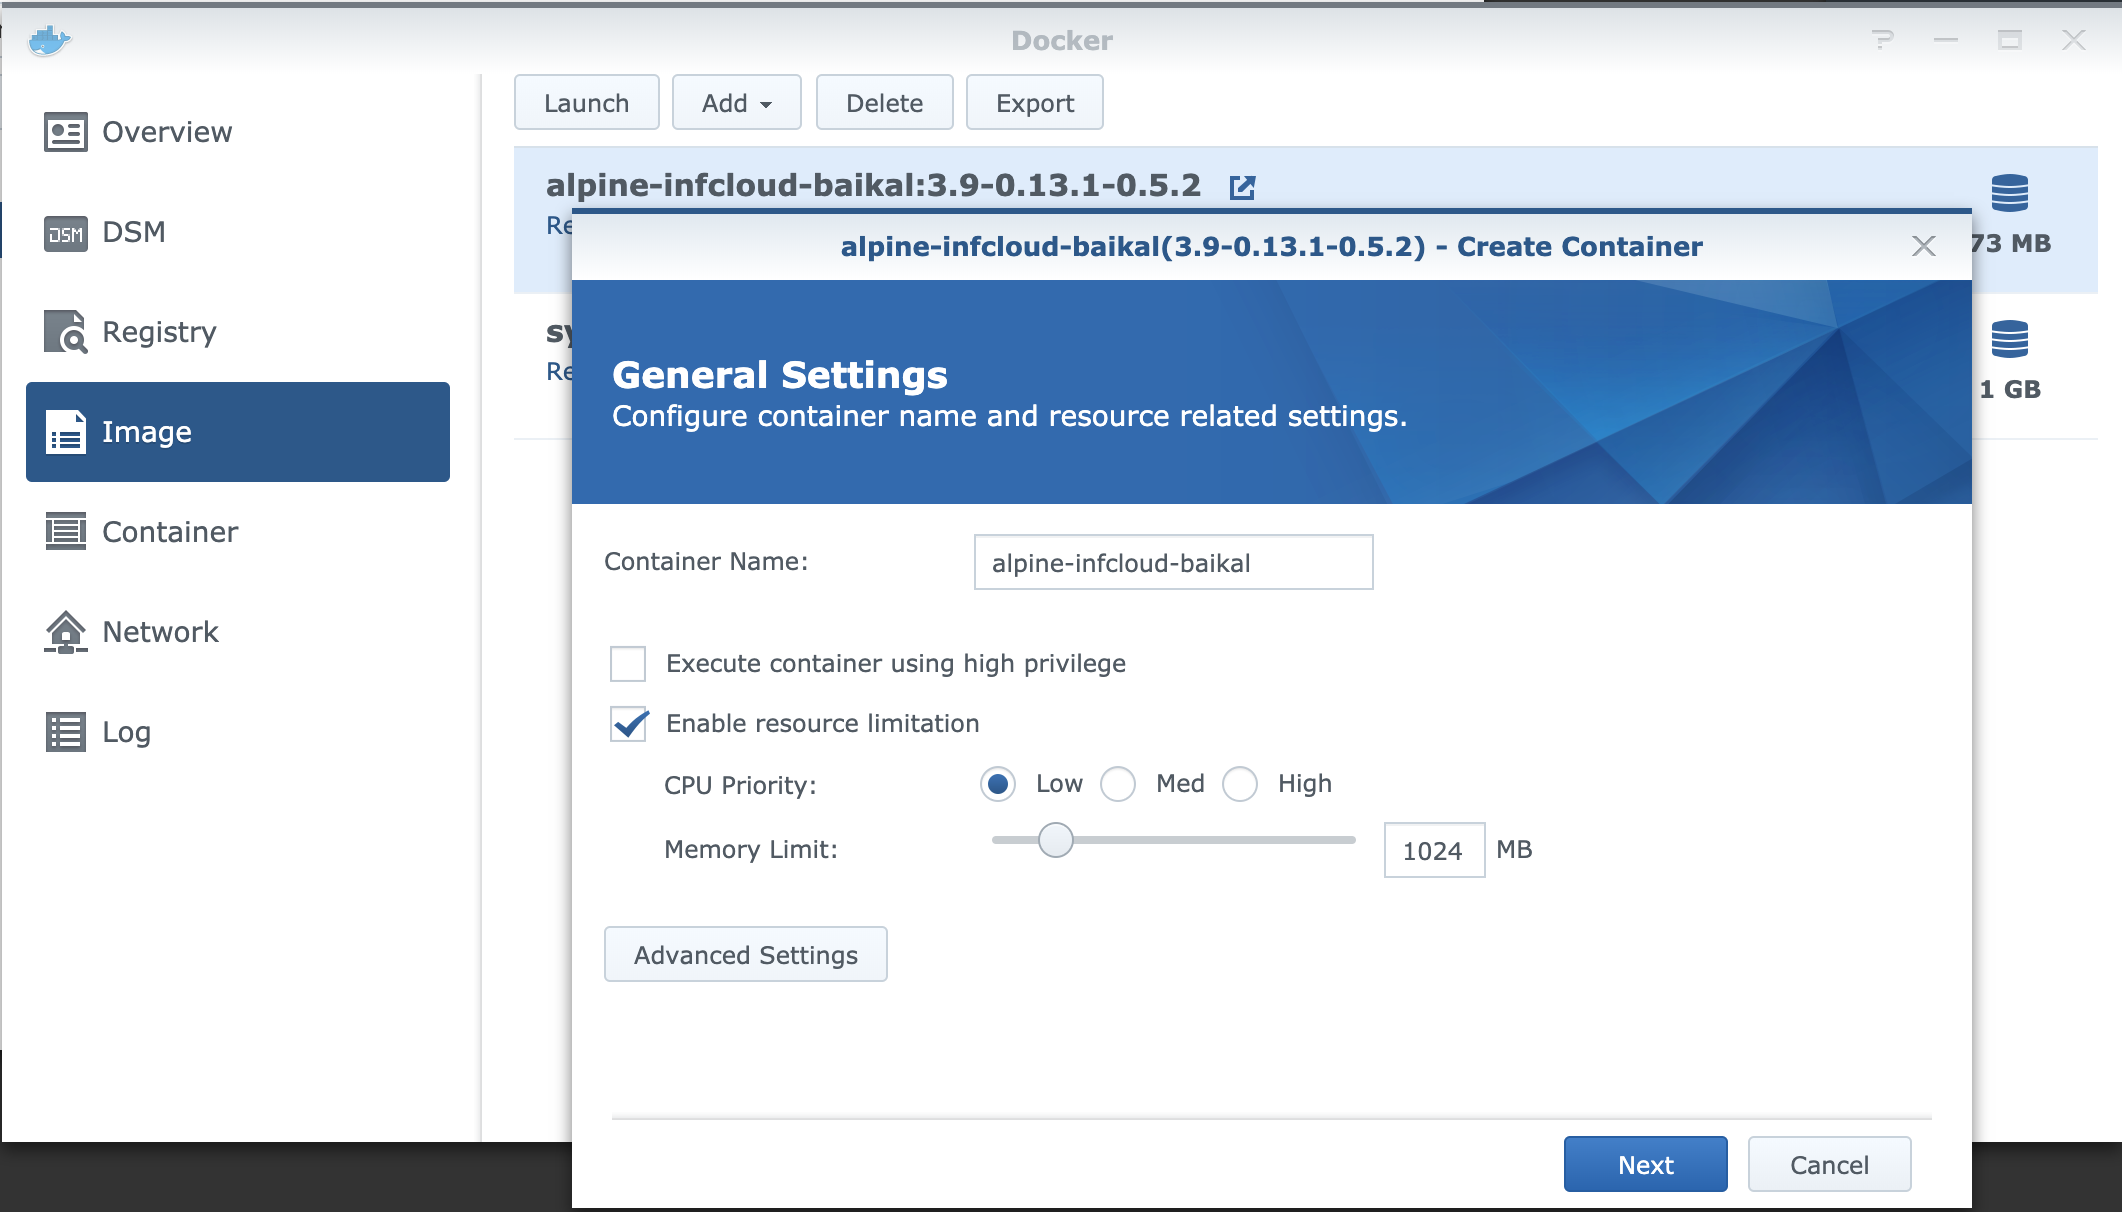 Docker
Overview
DSM
DSM
Registry
Image
Container
Network
Log
Launch
Add
Delete
Export
alpine-infcloud-baikal:3.9-0.13.1-0.5.2
73 MB
1 GB
alpine-infcloud-baikal(3.9-0.13.1-0.5.2) - Create Container
General Settings
Configure container name and resource related settings.
Container Name:
alpine-infcloud-baikal
Execute container using high privilege
Enable resource limitation
CPU Priority:
Low
Med
High
Memory Limit:
1024
MB
Advanced Settings
Next
Cancel